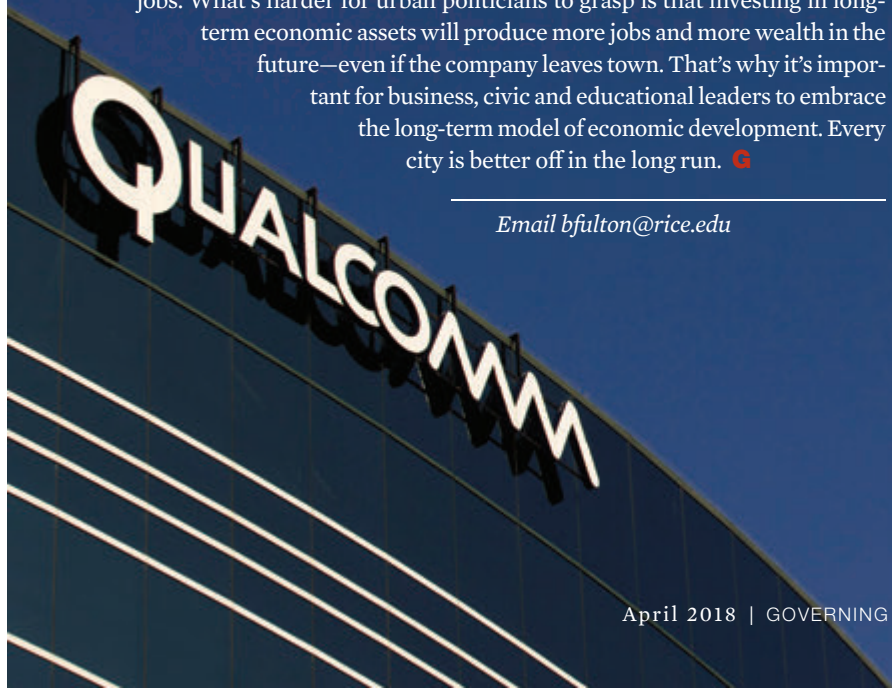 jobs. What's harder for urban politicians to grasp is that investing in long-
term economic assets will produce more jobs and more wealth in the
future—even if the company leaves town. That's why it's impor-
tant for business, civic and educational leaders to embrace
the long-term model of economic development. Every
city is better off in the long run. G
Email bfulton@rice.edu
QUALCOMM
April 2018 | GOVERNING